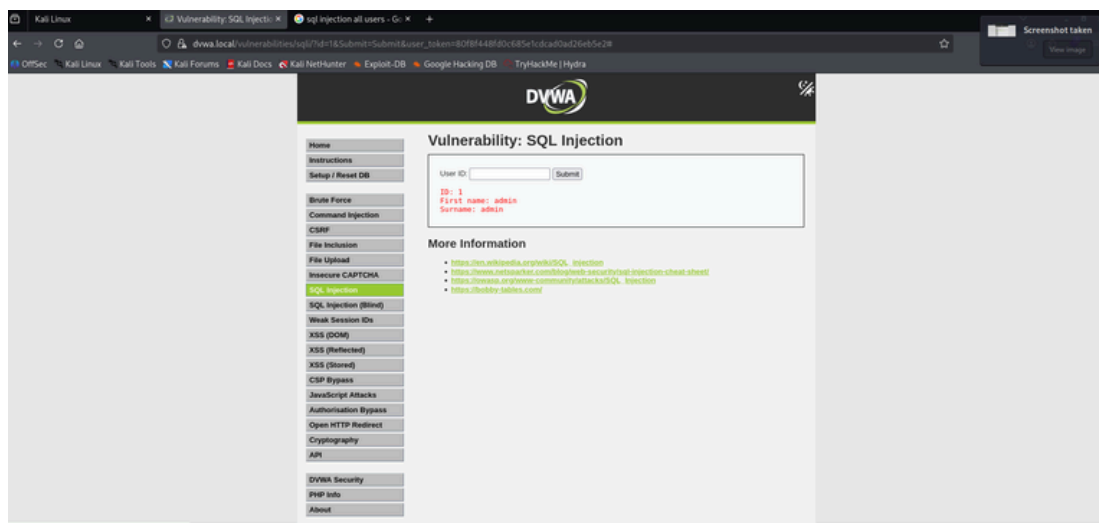 Kali Linux
Vulnerability: SQL Injectio
sql injection all users - Go
Screenshot taken
View image
dvwa.local/vulnerabilities/sqli/?id=1&Submit=Submit&user_token=80f8f448fd0c685e1cdcad0ad26eb5e2#
OffSec Kali Linux Kali Tools Kali Forums Kali Docs Kali NetHunter Exploit-DB Google Hacking DB TryHackMe | Hydra
DVWA
Home
Instructions
Setup / Reset DB
Brute Force
Command Injection
CSRF
File Inclusion
File Upload
Insecure CAPTCHA
SQL Injection
SQL Injection (Blind)
Weak Session IDs
XSS (DOM)
XSS (Reflected)
XSS (Stored)
CSP Bypass
JavaScript Attacks
Authorisation Bypass
Open HTTP Redirect
Cryptography
API
DVWA Security
PHP Info
About
Vulnerability: SQL Injection
User ID: Submit
ID: 1
First name: admin
Surname: admin
More Information
https://en.wikipedia.org/wiki/SQL_injection
https://www.netsparker.com/blog/web-security/sql-injection-cheat-sheet/
https://owasp.org/www-community/attacks/SQL_Injection
https://bobby-tables.com/